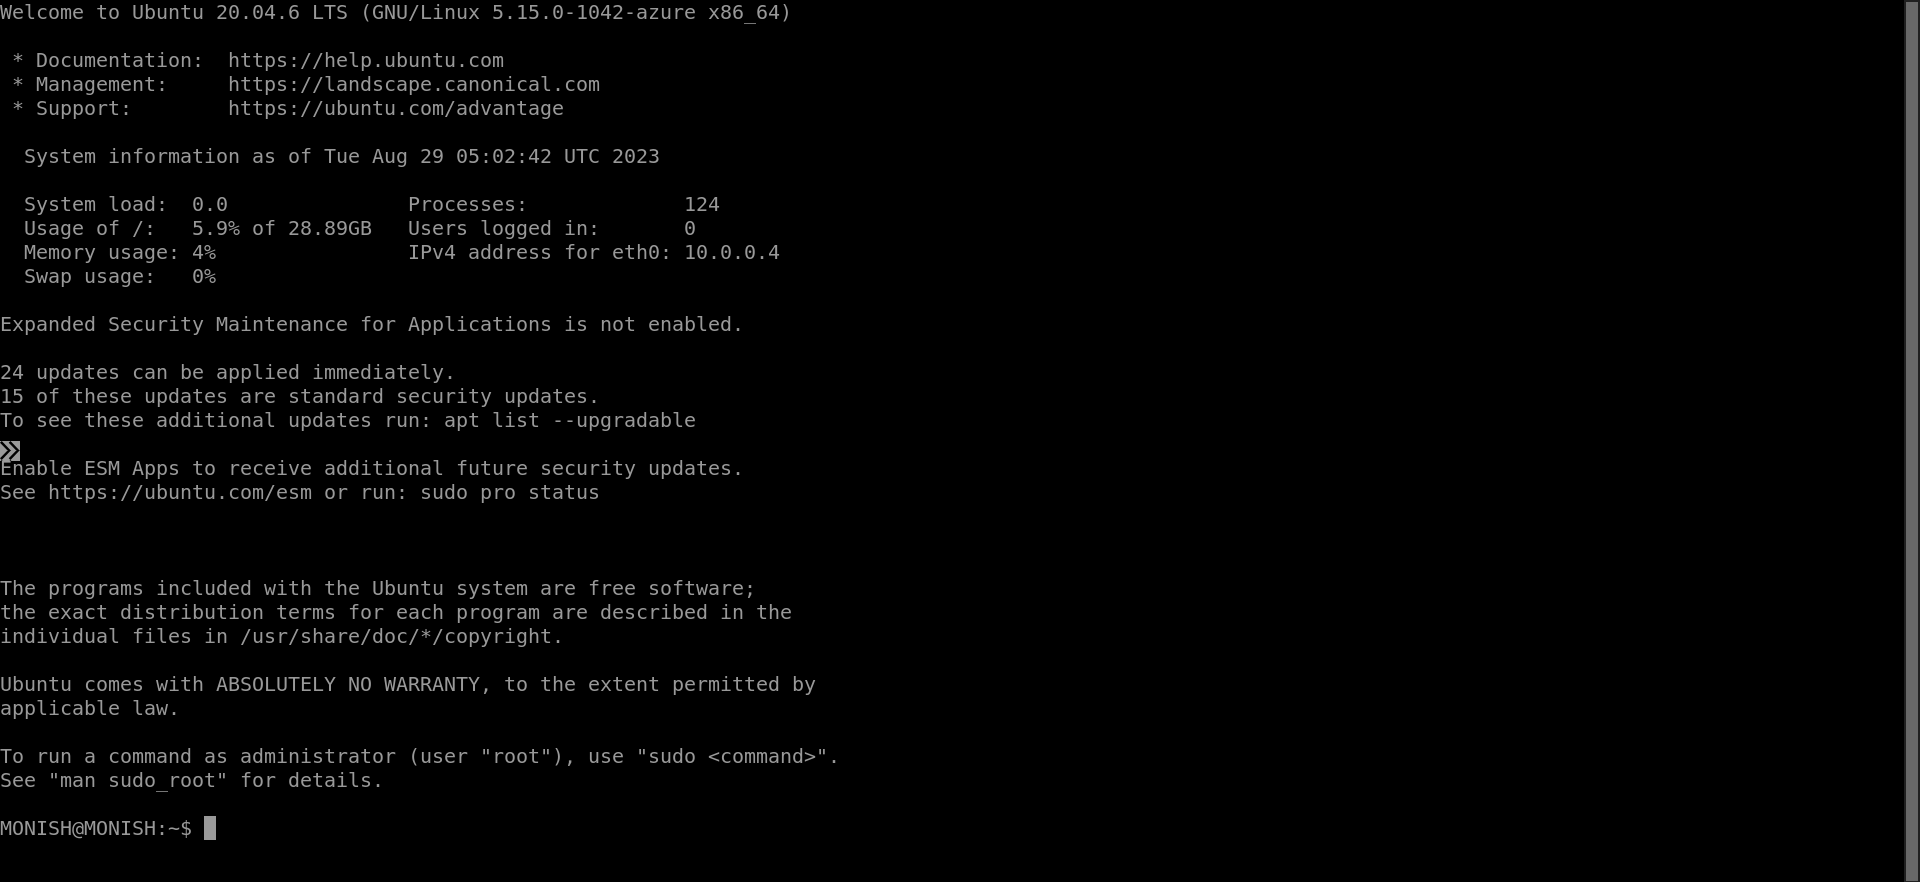 Welcome to Ubuntu 20.04.6 LTS (GNU/Linux 5.15.0-1042-azure x86_64)
* Documentation:  https://help.ubuntu.com
* Management:     https://landscape.canonical.com
* Support:        https://ubuntu.com/advantage
System information as of Tue Aug 29 05:02:42 UTC 2023
System load:  0.0               Processes:             124
Usage of /:   5.9% of 28.89GB   Users logged in:       0
Memory usage: 4%                IPv4 address for eth0: 10.0.0.4
Swap usage:   0%
Expanded Security Maintenance for Applications is not enabled.
24 updates can be applied immediately.
15 of these updates are standard security updates.
To see these additional updates run: apt list --upgradable
Enable ESM Apps to receive additional future security updates.
See https://ubuntu.com/esm or run: sudo pro status
The programs included with the Ubuntu system are free software;
the exact distribution terms for each program are described in the
individual files in /usr/share/doc/*/copyright.
Ubuntu comes with ABSOLUTELY NO WARRANTY, to the extent permitted by
applicable law.
To run a command as administrator (user "root"), use "sudo <command>".
See "man sudo_root" for details.
MONISH@MONISH:~$